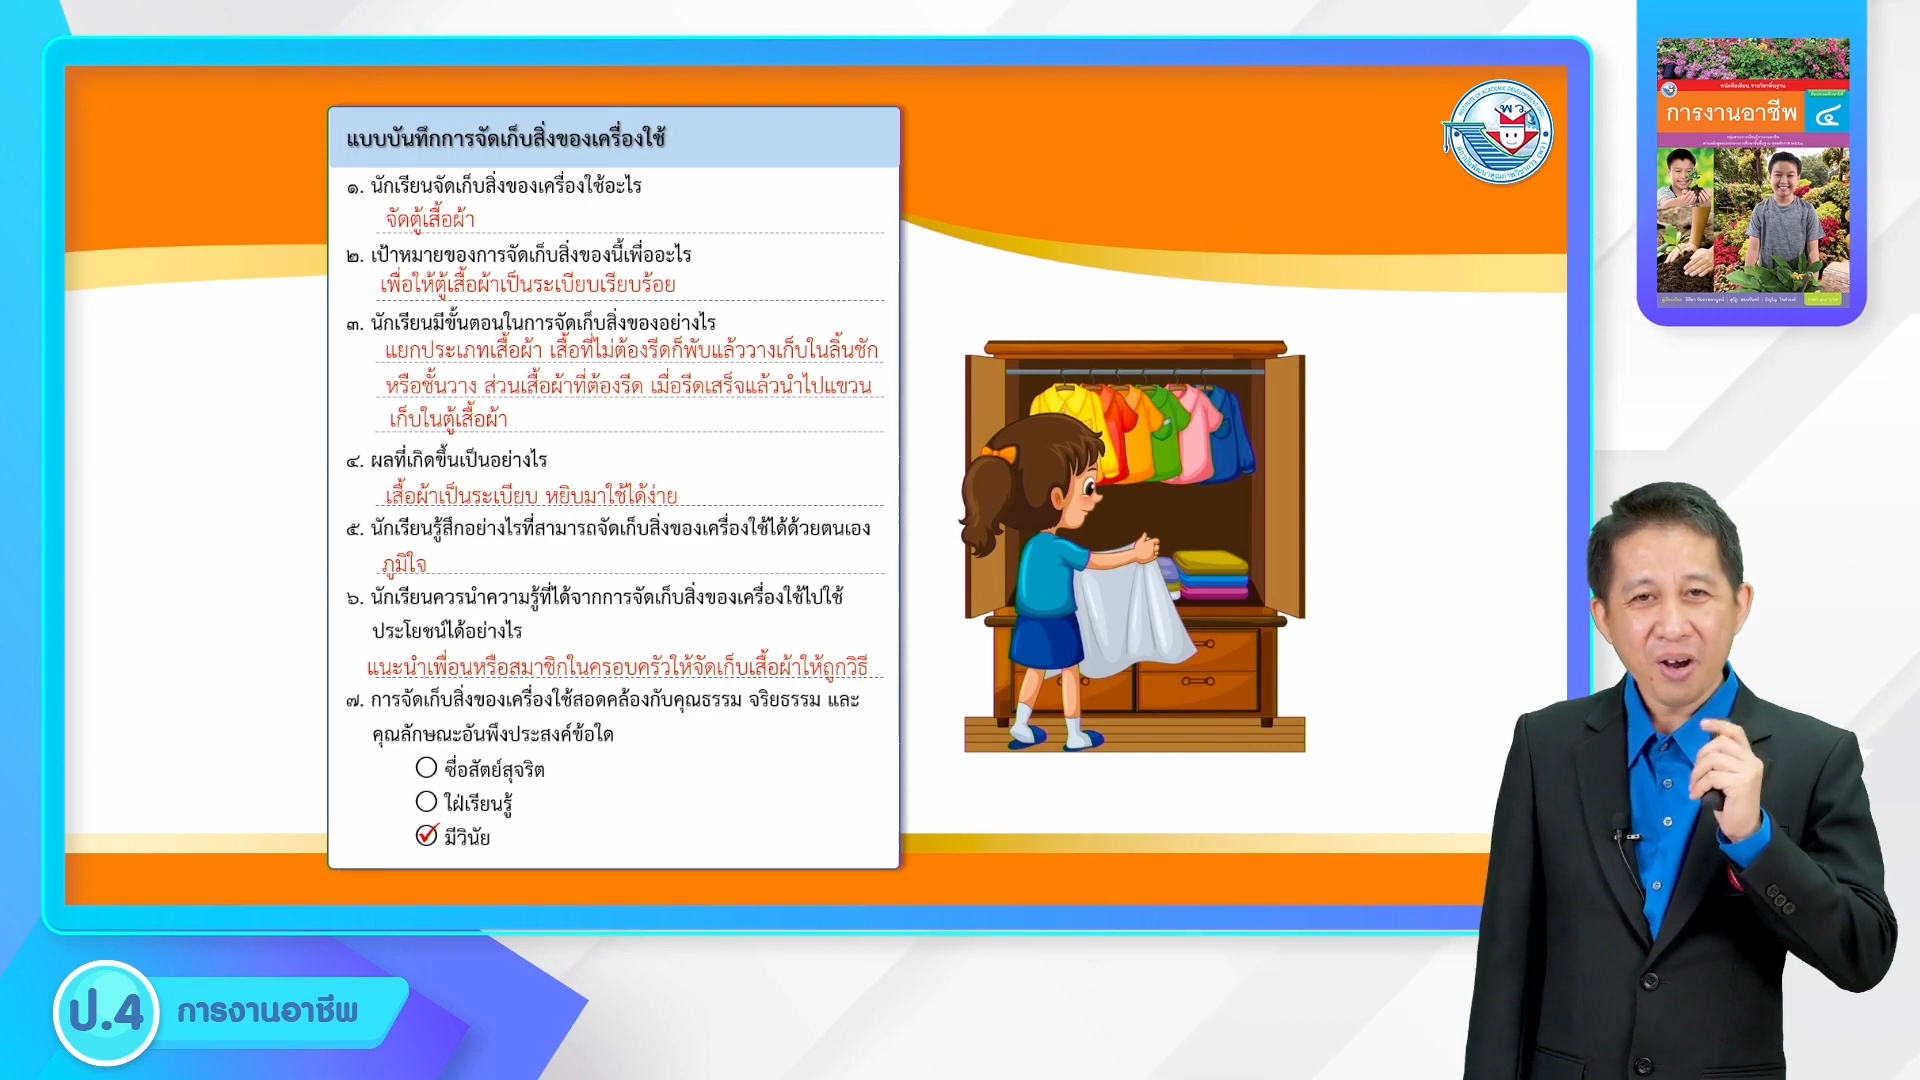 แบบบันทึกการจัดเก็บสิ่งของเครื่องใช้
๑. นักเรียนจัดเก็บสิ่งของเครื่องใช้อะไร
จัดตู้เสื้อผ้า
๒. เป้าหมายของการจัดเก็บสิ่งของนี้เพื่ออะไร
เพื่อให้ตู้เสื้อผ้าเป็นระเบียบเรียบร้อย
๓. นักเรียนมีขั้นตอนในการจัดเก็บสิ่งของอย่างไร
แยกประเภทเสื้อผ้า เสื้อที่ไม่ต้องรีดก็พับแล้ววางเก็บในลิ้นชัก
หรือชั้นวาง ส่วนเสื้อผ้าที่ต้องรีด เมื่อรีดเสร็จแล้วนำไปแขวน
เก็บในตู้เสื้อผ้า
๔. ผลที่เกิดขึ้นเป็นอย่างไร
เสื้อผ้าเป็นระเบียบ หยิบมาใช้ได้ง่าย
๕. นักเรียนรู้สึกอย่างไรที่สามารถจัดเก็บสิ่งของเครื่องใช้ได้ด้วยตนเอง
ภูมิใจ
๖. นักเรียนควรนำความรู้ที่ได้จากการจัดเก็บสิ่งของเครื่องใช้ไปใช้
ประโยชน์ได้อย่างไร
แนะนำเพื่อนหรือสมาชิกในครอบครัวให้จัดเก็บเสื้อผ้าให้ถูกวิธี
๗. การจัดเก็บสิ่งของเครื่องใช้สอดคล้องกับคุณธรรม จริยธรรม และ
คุณลักษณะอันพึงประสงค์ข้อใด
ซื่อสัตย์สุจริต
ใฝ่เรียนรู้
มีวินัย
พว.
หนังสือเรียน รายวิชาพื้นฐาน
การงานอาชีพ ๔
ป.4 การงานอาชีพ